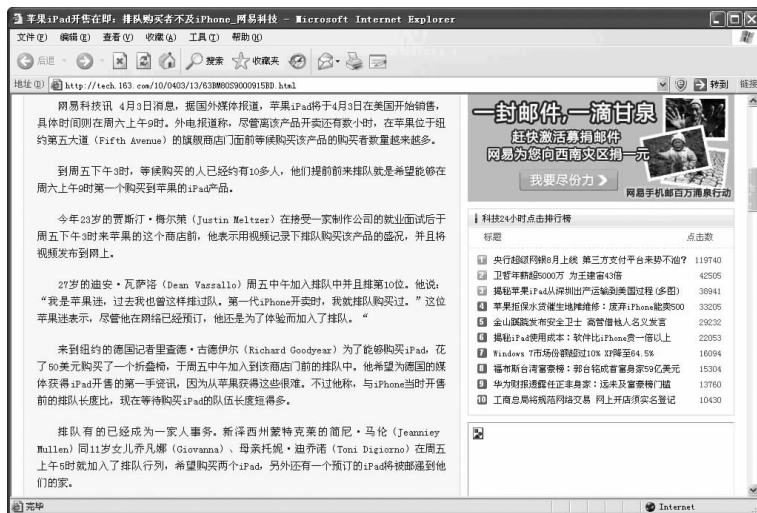 苹果iPad开售在即：排队购买者不及iPhone_网易科技 - Microsoft Internet Explorer
文件(F) 编辑(E) 查看(V) 收藏(A) 工具(T) 帮助(H)
后退 搜索 收藏夹
地址(D) http://tech.163.com/10/0403/13/63BM80S9000915BD.html 转到 链接
网易科技讯 4月3日消息，据国外媒体报道，苹果iPad将于4月3日在美国开始销售，
具体时间则在周六上午9时。外电报道称，尽管离该产品开卖还有数小时，在苹果位于纽
约第五大道（Fifth Avenue）的旗舰商店门面前等候购买该产品的购买者数量越来越多。
到周五下午3时，等候购买的人已经约有10多人，他们提前前来排队就是希望能够在
周六上午9时第一个购买到苹果的iPad产品。
今年23岁的贾斯汀·梅尔莱（Justin Meltzer）在接受一家制作公司的就业面试后于
周五下午3时来苹果的这个商店前，他表示用视频记录下排队购买该产品的盛况，并且将
视频发布到网上。
27岁的迪安·瓦萨洛（Dean Vassallo）周五中午加入排队中并且排第10位。他说：
“我是苹果迷，过去我也曾这样排过队。第一代iPhone开卖时，我就排队购买过。”这位
苹果迷表示，尽管他在网络已经预订，他还是为了体验而加入了排队。“
来到纽约的德国记者里查德·古德伊尔（Richard Goodyear）为了能够购买iPad，花
了50美元购买了一个折叠椅，于周五中午加入到该商店门前的排队中。他希望为德国的媒
体获得iPad开售的第一手资讯，因为从苹果获得这些很难。不过他称，与iPhone当时开售
前的排队长度比，现在等待购买iPad的队伍长度短得多。
排队有的已经成为一家人事务。新泽西州蒙特克莱的简尼·马伦（Jeanniey
Mullen）同11岁女儿乔凡娜（Giovanna）、母亲托妮·迪乔诺（Toni Digiorno）在周五
上午5时就加入了排队行列，希望购买两个iPad，另外还有一个预订的iPad将被邮递到他
们的家。
一封邮件,一滴甘泉
赶快激活募捐邮件
网易为您向西南灾区捐一元
我要尽份力
网易手机邮百万涌泉行动
科技24小时点击排行榜
标题 点击数
1 央行超级网银8月上线 第三方支付平台来势不汹? 119740
2 卫哲年薪超5000万 为王建宙43倍 42505
3 揭秘苹果iPad从深圳出产运输到美国过程(多图) 38941
4 苹果拒保水货催生地摊维修：废弃iPhone能卖500 33205
5 金山蹒跚发布安全卫士 高管借他人名义发言 29232
6 揭秘iPad使用成本：软件比iPhone贵一倍以上 22053
7 Windows 7市场份额超过10% XP降至64.5% 16094
8 福布斯台湾富豪榜：郭台铭成首富身家59亿美元 15304
9 华为财报透露任正非身家：远未及富豪榜门槛 13760
10 工商总局将规范网络交易 网上开店须实名登记 10430
完毕 Internet